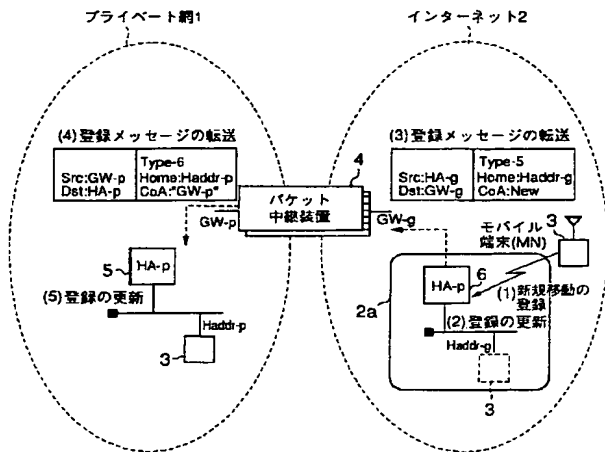 プライベート網1
インターネット2
(4)登録メッセージの転送
Src:GW-p
Dst:HA-p
Type-6
Home:Haddr-p
CoA:"GW-p"
(3)登録メッセージの転送
Src:HA-g
Dst:GW-g
Type-5
Home:Haddr-g
CoA:New
4
パケット
中継装置
GW-p
GW-g
モバイル
端末(MN)
3
5
HA-p
(5)登録の更新
Haddr-p
3
2a
HA-p
6
(1)新規移動の
登録
(2)登録の更新
Haddr-g
3